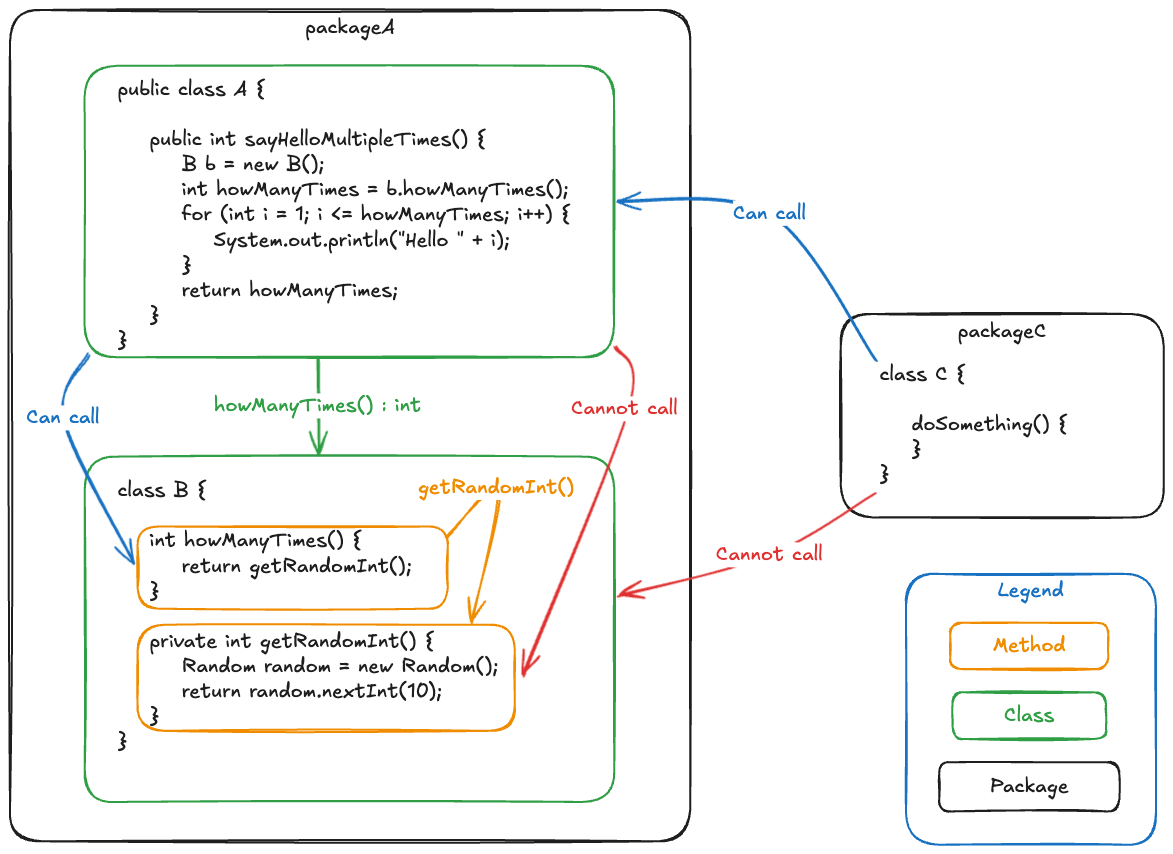 packageA
public class A {
public int sayHelloMultipleTimes() {
B b = new B();
int howManyTimes = b.howManyTimes();
for (int i = 1; i <= howManyTimes; i++) {
System.out.println("Hello " + i);
}
return howManyTimes;
}
}
Can call
howManyTimes() : int
Cannot call
class B {
getRandomInt()
int howManyTimes() {
return getRandomInt();
}
private int getRandomInt() {
Random random = new Random();
return random.nextInt(10);
}
}
Can call
packageC
class C {
doSomething() {
}
}
Cannot call
Legend
Method
Class
Package